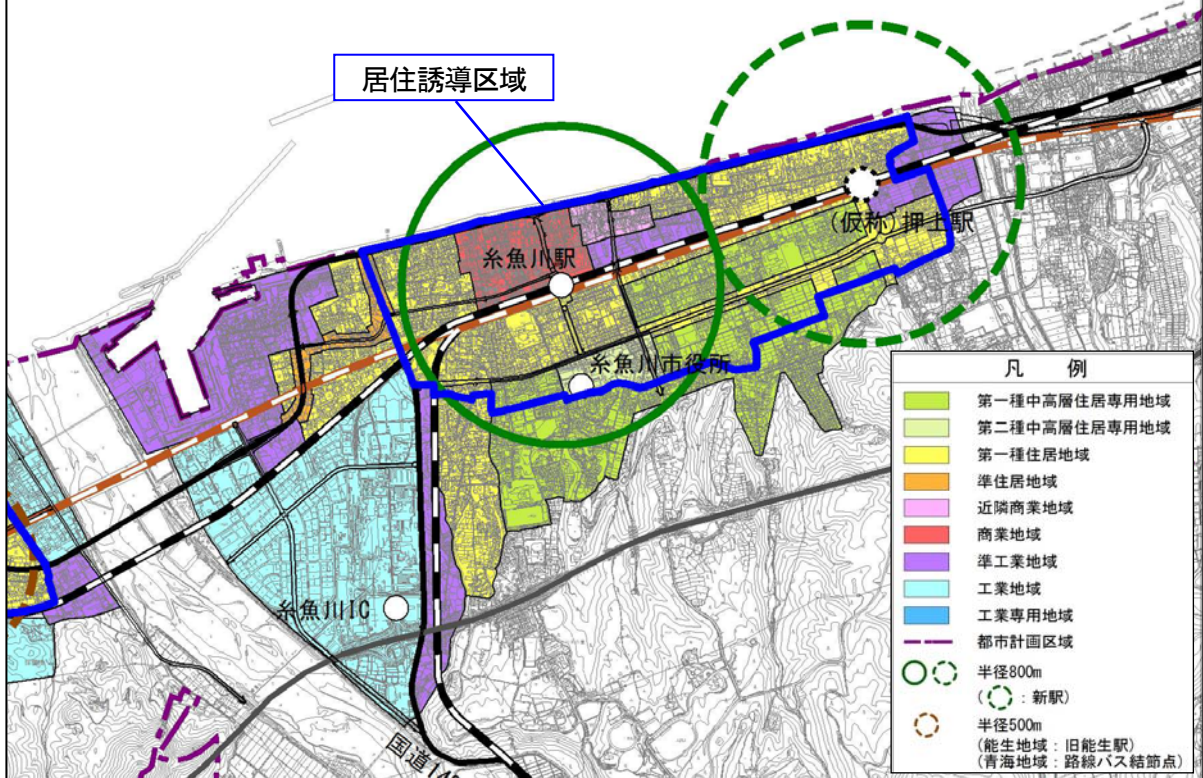 居住誘導区域
糸魚川駅
(仮称)押上駅
糸魚川市役所
糸魚川IC
国道14
凡 例
第一種中高層住居専用地域
第二種中高層住居専用地域
第一種住居地域
準住居地域
近隣商業地域
商業地域
準工業地域
工業地域
工業専用地域
都市計画区域
半径800m
( : 新駅)
半径500m
(能生地域:旧能生駅)
(青海地域:路線バス結節点)